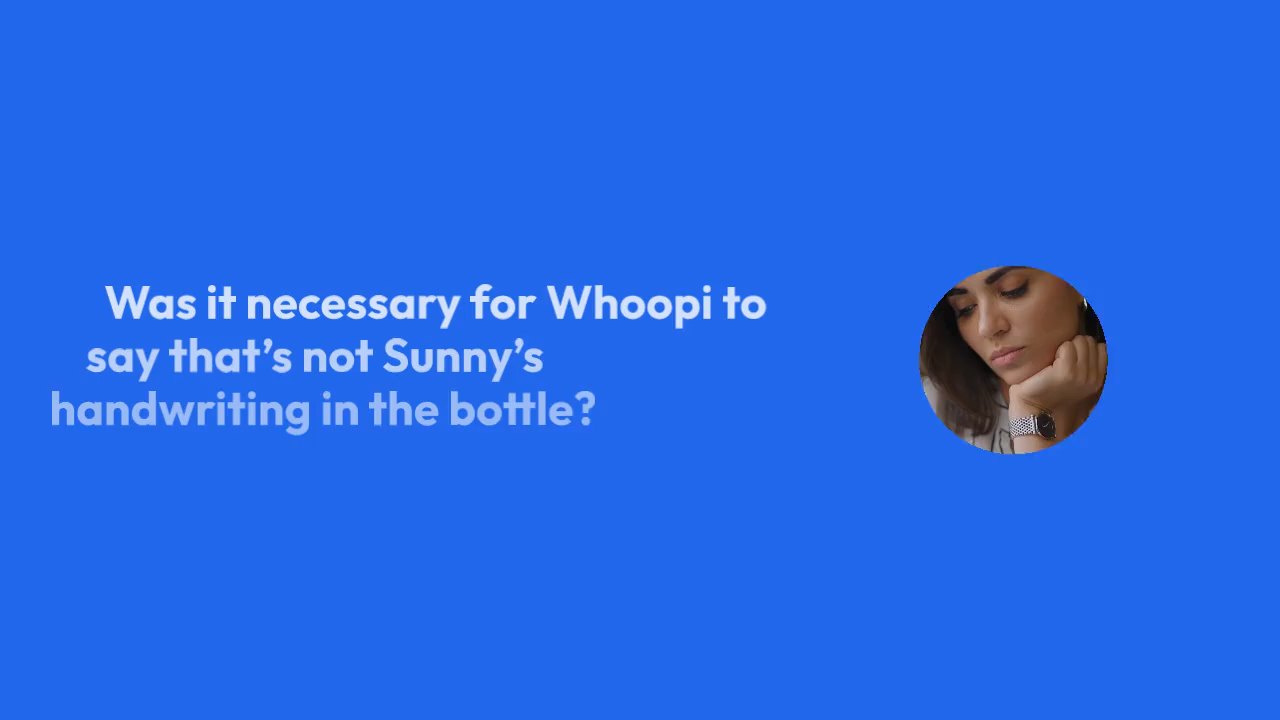 Was it necessary for Whoopi to
say that’s not Sunny’s
handwriting in the bottle?